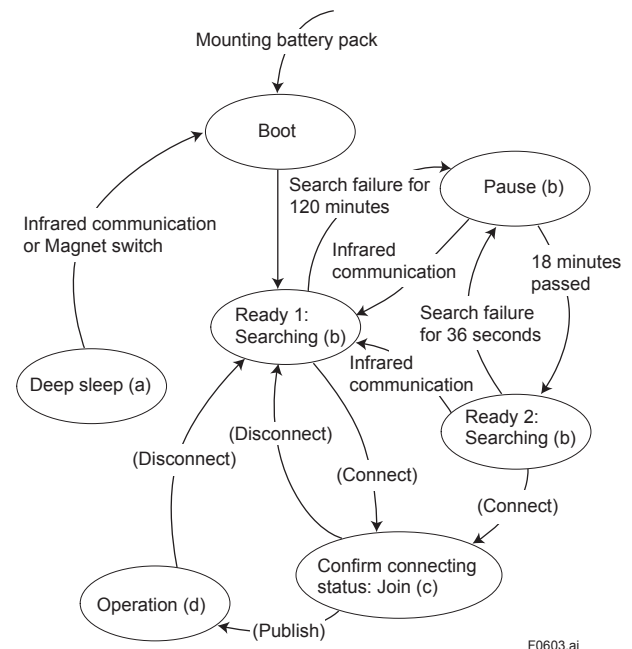 Mounting battery pack
Boot
Search failure for
120 minutes
Pause (b)
Infrared communication
or Magnet switch
Infrared
communication
18 minutes
passed
Ready 1:
Searching (b)
Search failure
for 36 seconds
Deep sleep (a)
Infrared
communication
Ready 2:
Searching (b)
(Disconnect)
(Disconnect)
(Connect)
(Connect)
Confirm connecting
status: Join (c)
Operation (d)
(Publish)
F0603.ai